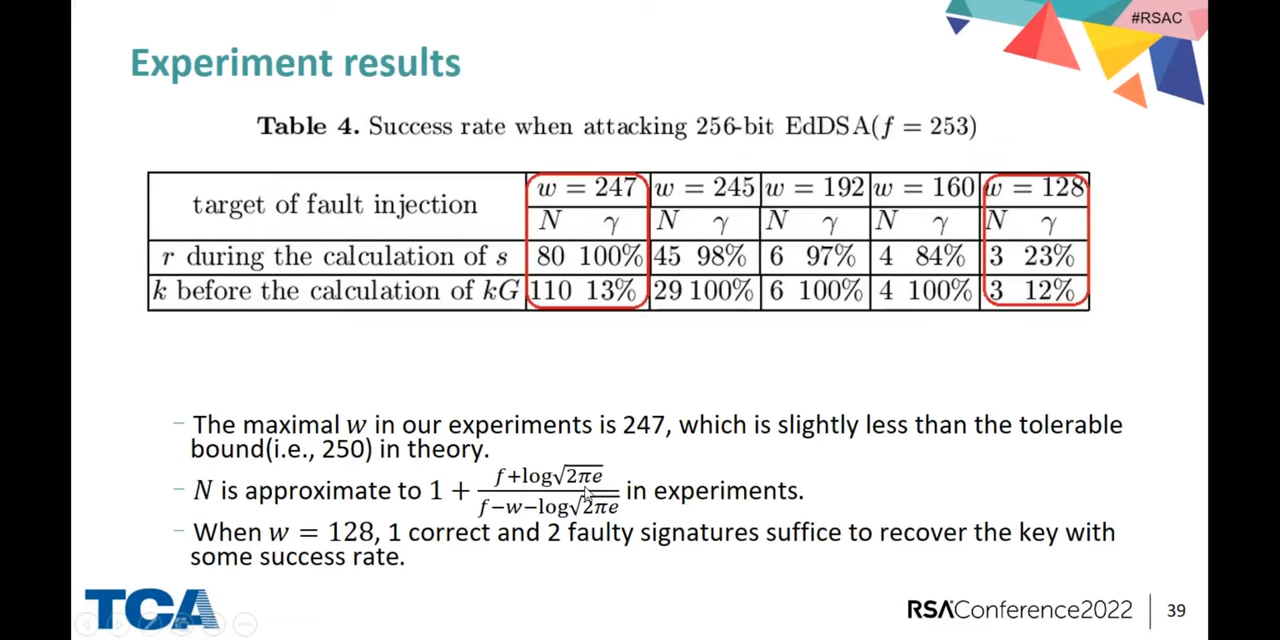 #RSAC
Experiment results
Table 4. Success rate when attacking 256-bit EdDSA(f = 253)
target of fault injection | w = 247 | w = 245 | w = 192 | w = 160 | w = 128
N γ | N γ | N γ | N γ | N γ
r during the calculation of s | 80 100% | 45 98% | 6 97% | 4 84% | 3 23%
k before the calculation of kG | 110 13% | 29 100% | 6 100% | 4 100% | 3 12%
– The maximal w in our experiments is 247, which is slightly less than the tolerable
bound(i.e., 250) in theory.
– N is approximate to 1 + (f+log√2πe)/(f−w−log√2πe) in experiments.
– When w = 128, 1 correct and 2 faulty signatures suffice to recover the key with
some success rate.
TCA
RSAConference2022
39